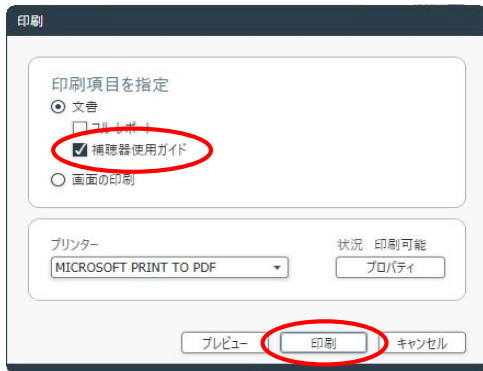 印刷
印刷項目を指定
文書
フルレポート
補聴器使用ガイド
画面の印刷
プリンター
状況 印刷可能
MICROSOFT PRINT TO PDF
プロパティ
プレビュー
印刷
キャンセル